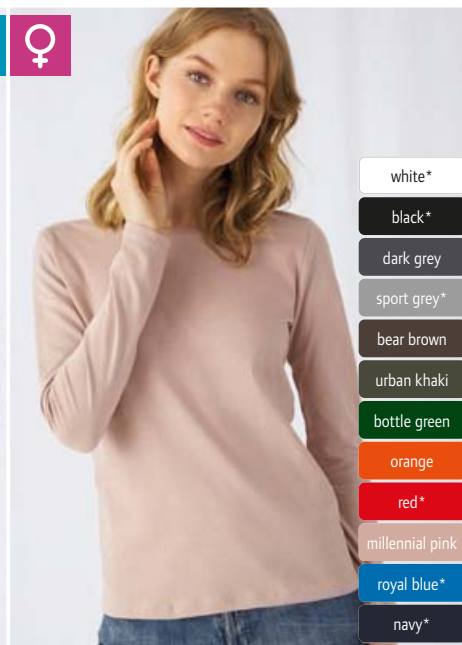 white*
black*
dark grey
sport grey*
bear brown
urban khaki
bottle green
orange
red*
millennial pink
royal blue*
navy*